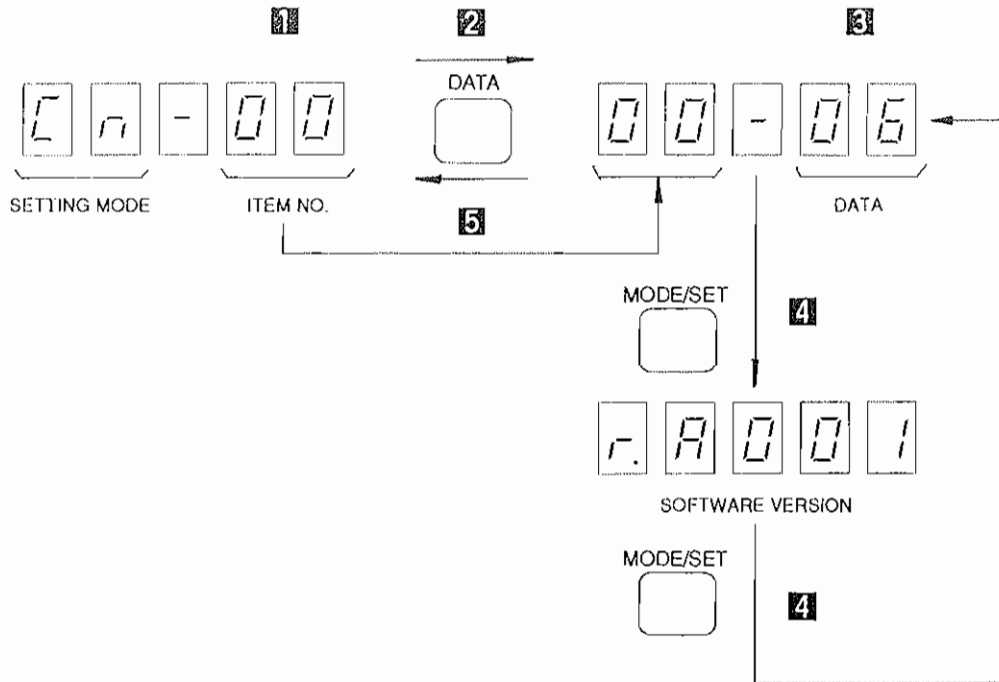 1 2 3
DATA
Cn-00 00-06
SETTING MODE ITEM NO. DATA
5
MODE/SET
4
r.A001
SOFTWARE VERSION
MODE/SET
4